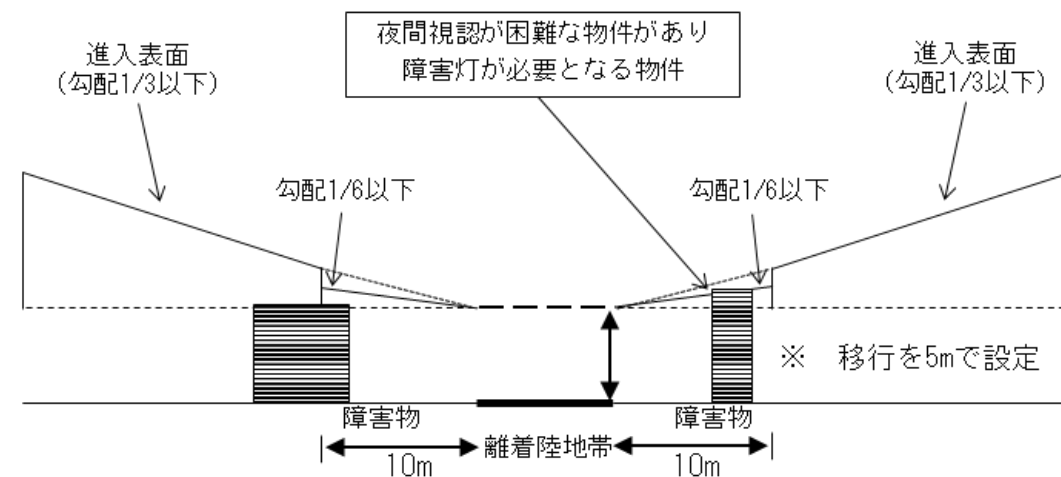 夜間視認が困難な物件があり
障害灯が必要となる物件
進入表面
(勾配1/3以下)
進入表面
(勾配1/3以下)
勾配1/6以下
勾配1/6以下
※　移行を5mで設定
障害物
離着陸地帯
障害物
10m
10m